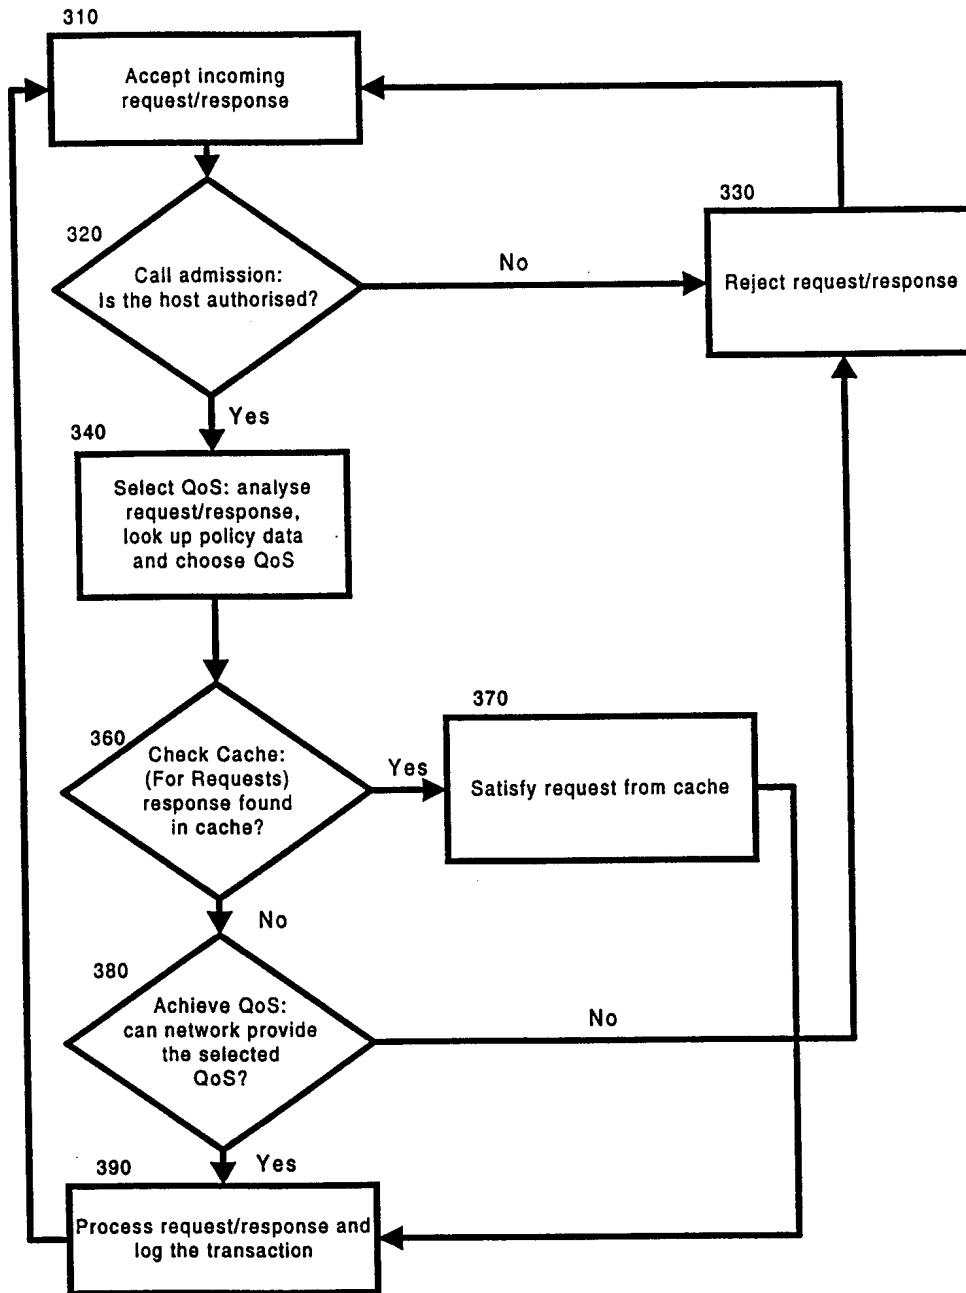 310
Accept incoming
request/response
320
Call admission:
Is the host authorised?
No
330
Reject request/response
Yes
340
Select QoS: analyse
request/response,
look up policy data
and choose QoS
360
Check Cache:
(For Requests)
response found
in cache?
Yes
370
Satisfy request from cache
No
380
Achieve QoS:
can network provide
the selected
QoS?
No
Yes
390
Process request/response and
log the transaction